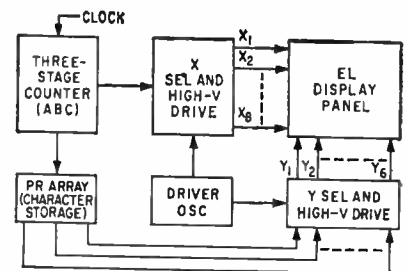 CLOCK
THREE-
STAGE
COUNTER
(ABC)
X
SEL AND
HIGH-V
DRIVE
X1
X2
X8
EL
DISPLAY
PANEL
Y1 Y2 Y6
PR ARRAY
(CHARACTER
STORAGE)
DRIVER
OSC
Y SEL AND
HIGH-V DRIVE